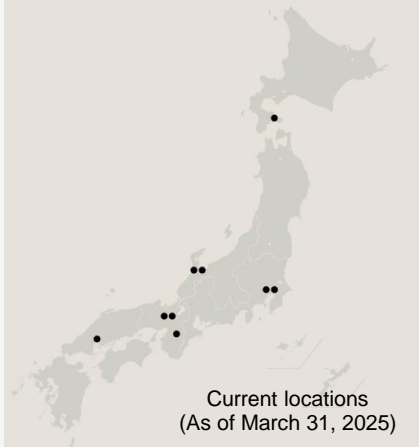 Current locations
(As of March 31, 2025)